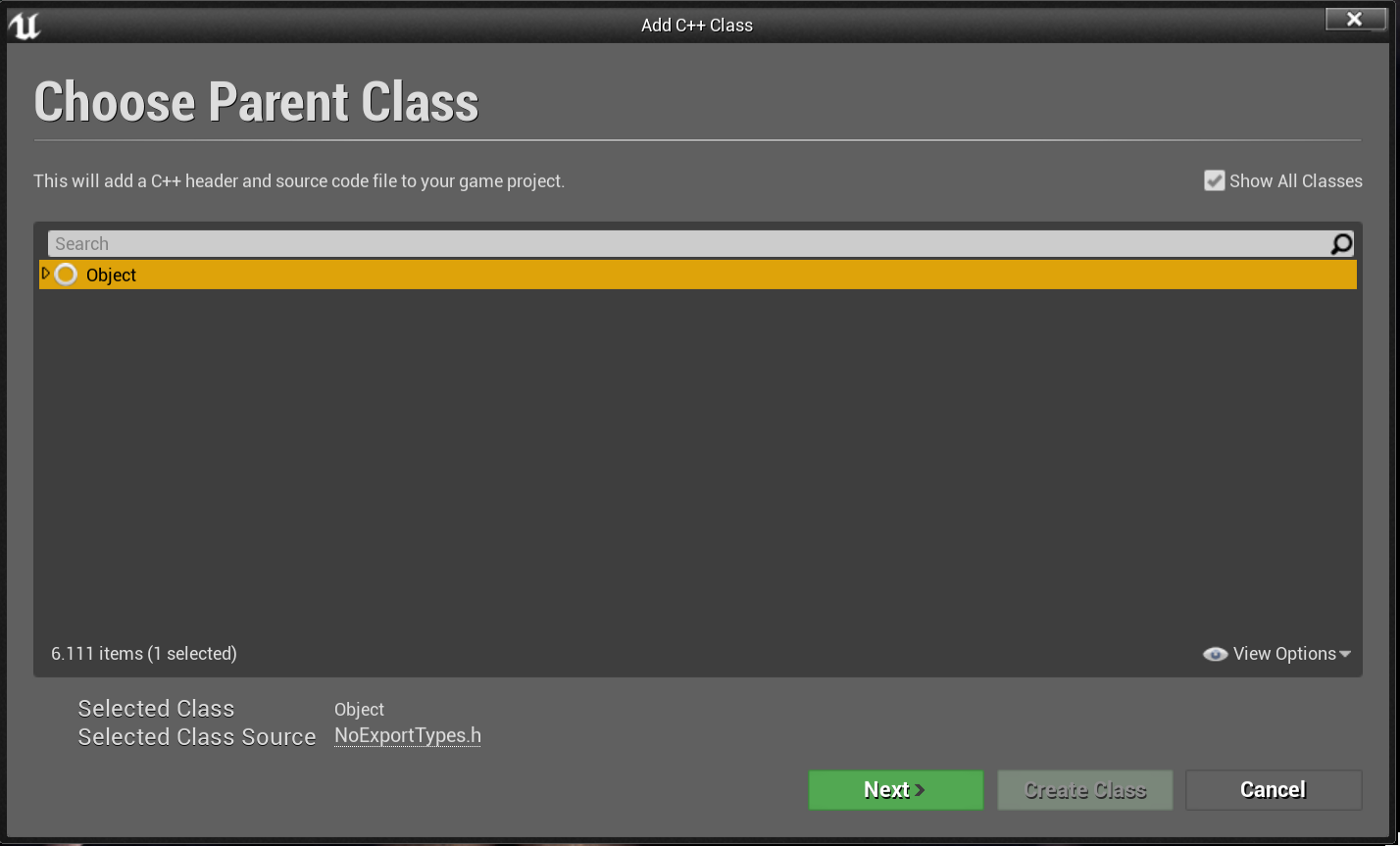 Add C++ Class
Choose Parent Class
This will add a C++ header and source code file to your game project.
Show All Classes
Search
Object
6.111 items (1 selected)
View Options
Selected Class Object
Selected Class Source NoExportTypes.h
Next
Create Class
Cancel